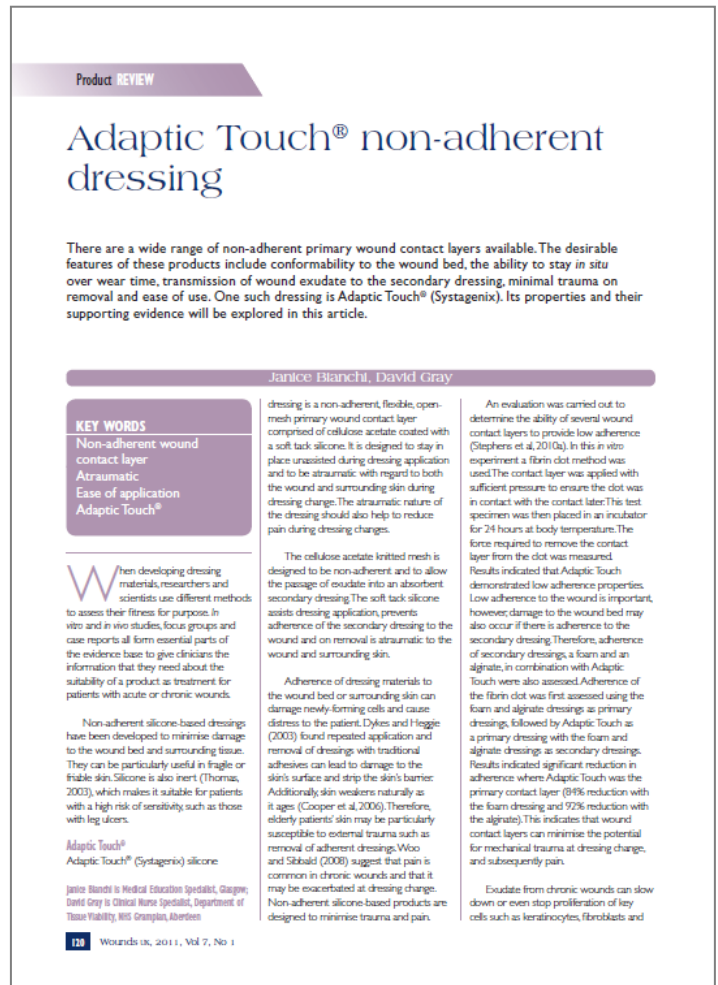 Product REVIEW
Adaptic Touch® non-adherent
dressing
There are a wide range of non-adherent primary wound contact layers available. The desirable
features of these products include conformability to the wound bed, the ability to stay in situ
over wear time, transmission of wound exudate to the secondary dressing, minimal trauma on
removal and ease of use. One such dressing is Adaptic Touch® (Systagenix). Its properties and their
supporting evidence will be explored in this article.
Janice Bianchi, David Gray
KEY WORDS
Non-adherent wound
contact layer
Atraumatic
Ease of application
Adaptic Touch®
When developing dressing
materials, researchers and
scientists use different methods
to assess their fitness for purpose. In
vitro and in vivo studies, focus groups and
case reports all form essential parts of
the evidence base to give clinicians the
information that they need about the
suitability of a product as treatment for
patients with acute or chronic wounds.
Non-adherent silicone-based dressings
have been developed to minimise damage
to the wound bed and surrounding tissue.
They can be particularly useful in fragile or
friable skin. Silicone is also inert (Thomas,
2003), which makes it suitable for patients
with a high risk of sensitivity, such as those
with leg ulcers.
Adaptic Touch®
Adaptic Touch® (Systagenix) silicone
Janice Bianchi is Medical Education Specialist, Glasgow;
David Gray is Clinical Nurse Specialist, Department of
Tissue Viability, NHS Grampian, Aberdeen
dressing is a non-adherent, flexible, open-
mesh primary wound contact layer
comprised of cellulose acetate coated with
a soft tack silicone. It is designed to stay in
place unassisted during dressing application
and to be atraumatic with regard to both
the wound and surrounding skin during
dressing change. The atraumatic nature of
the dressing should also help to reduce
pain during dressing changes.
The cellulose acetate knitted mesh is
designed to be non-adherent and to allow
the passage of exudate into an absorbent
secondary dressing. The soft tack silicone
assists dressing application, prevents
adherence of the secondary dressing to the
wound and on removal is atraumatic to the
wound and surrounding skin.
Adherence of dressing materials to
the wound bed or surrounding skin can
damage newly-forming cells and cause
distress to the patient. Dykes and Heggie
(2003) found repeated application and
removal of dressings with traditional
adhesives can lead to damage to the
skin's surface and strip the skin's barrier.
Additionally, skin weakens naturally as
it ages (Cooper et al, 2006). Therefore,
elderly patients' skin may be particularly
susceptible to external trauma such as
removal of adherent dressings. Woo
and Sibbald (2008) suggest that pain is
common in chronic wounds and that it
may be exacerbated at dressing change.
Non-adherent silicone-based products are
designed to minimise trauma and pain.
An evaluation was carried out to
determine the ability of several wound
contact layers to provide low adherence
(Stephens et al, 2010a). In this in vitro
experiment a fibrin clot method was
used. The contact layer was applied with
sufficient pressure to ensure the clot was
in contact with the contact later. This test
specimen was then placed in an incubator
for 24 hours at body temperature. The
force required to remove the contact
layer from the clot was measured.
Results indicated that Adaptic Touch
demonstrated low adherence properties.
Low adherence to the wound is important,
however, damage to the wound bed may
also occur if there is adherence to the
secondary dressing. Therefore, adherence
of secondary dressings, a foam and an
alginate, in combination with Adaptic
Touch were also assessed. Adherence of
the fibrin clot was first assessed using the
foam and alginate dressings as primary
dressings, followed by Adaptic Touch as
a primary dressing with the foam and
alginate dressings as secondary dressings.
Results indicated significant reduction in
adherence where Adaptic Touch was the
primary contact layer (84% reduction with
the foam dressing and 92% reduction with
the alginate). This indicates that wound
contact layers can minimise the potential
for mechanical trauma at dressing change,
and subsequently pain.
Exudate from chronic wounds can slow
down or even stop proliferation of key
cells such as keratinocytes, fibroblasts and
120 Wounds UK, 2011, Vol 7, No 1